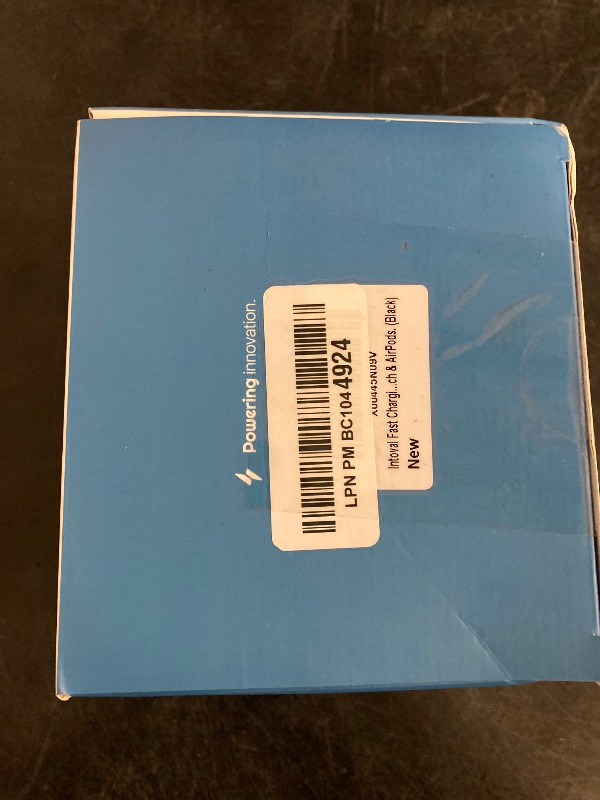 Powering innovation.
LPN PM BC1044924
Intoval Fast Chargi...ch & AirPods. (Black)
New